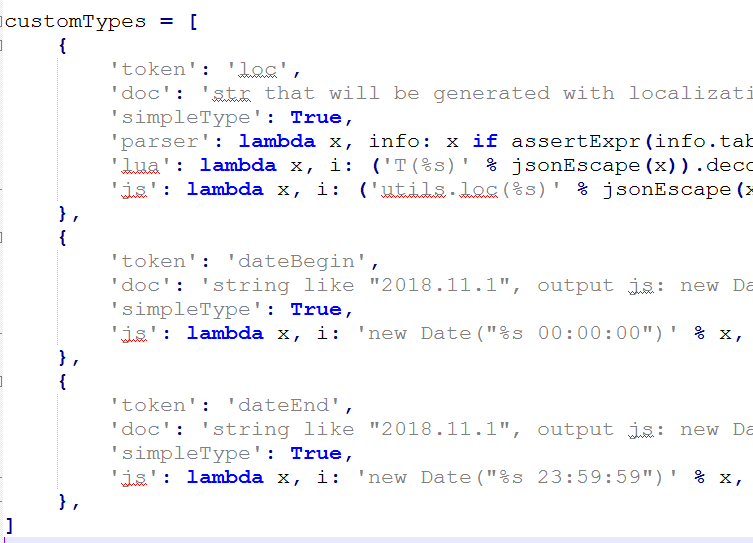 customTypes = [
{
'token': 'loc',
'doc': 'str that will be generated with localizati
'simpleType': True,
'parser': lambda x, info: x if assertExpr(info.tab
'lua': lambda x, i: ('T(%s)' % jsonEscape(x)).deco
'js': lambda x, i: ('utils.loc(%s)' % jsonEscape(x
},
{
'token': 'dateBegin',
'doc': 'string like "2018.11.1", output js: new Da
'simpleType': True,
'js': lambda x, i: 'new Date("%s 00:00:00")' % x,
},
{
'token': 'dateEnd',
'doc': 'string like "2018.11.1", output js: new Da
'simpleType': True,
'js': lambda x, i: 'new Date("%s 23:59:59")' % x,
},
]